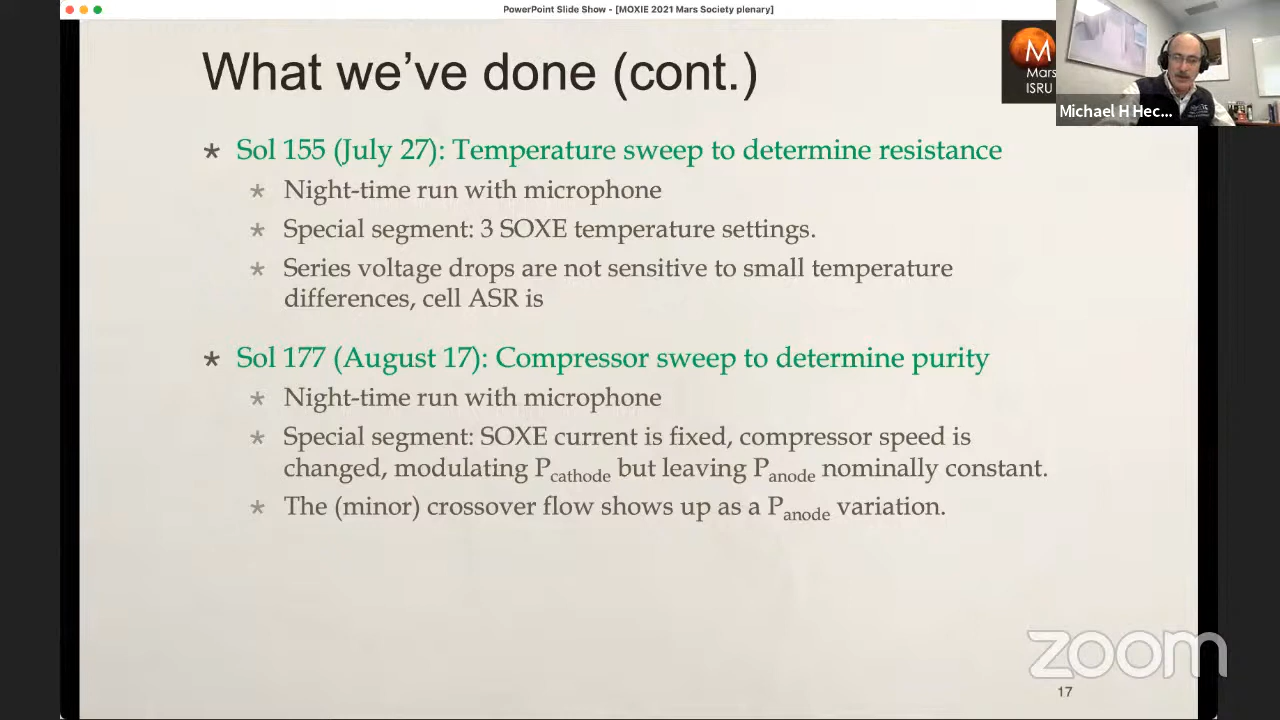 PowerPoint Slide Show - [MOXIE 2021 Mars Society plenary]
What we've done (cont.)
M
Mars
ISRU
Michael H Hec...
* Sol 155 (July 27): Temperature sweep to determine resistance
* Night-time run with microphone
* Special segment: 3 SOXE temperature settings.
* Series voltage drops are not sensitive to small temperature
differences, cell ASR is
* Sol 177 (August 17): Compressor sweep to determine purity
* Night-time run with microphone
* Special segment: SOXE current is fixed, compressor speed is
changed, modulating Pcathode but leaving Panode nominally constant.
* The (minor) crossover flow shows up as a Panode variation.
zoom
17